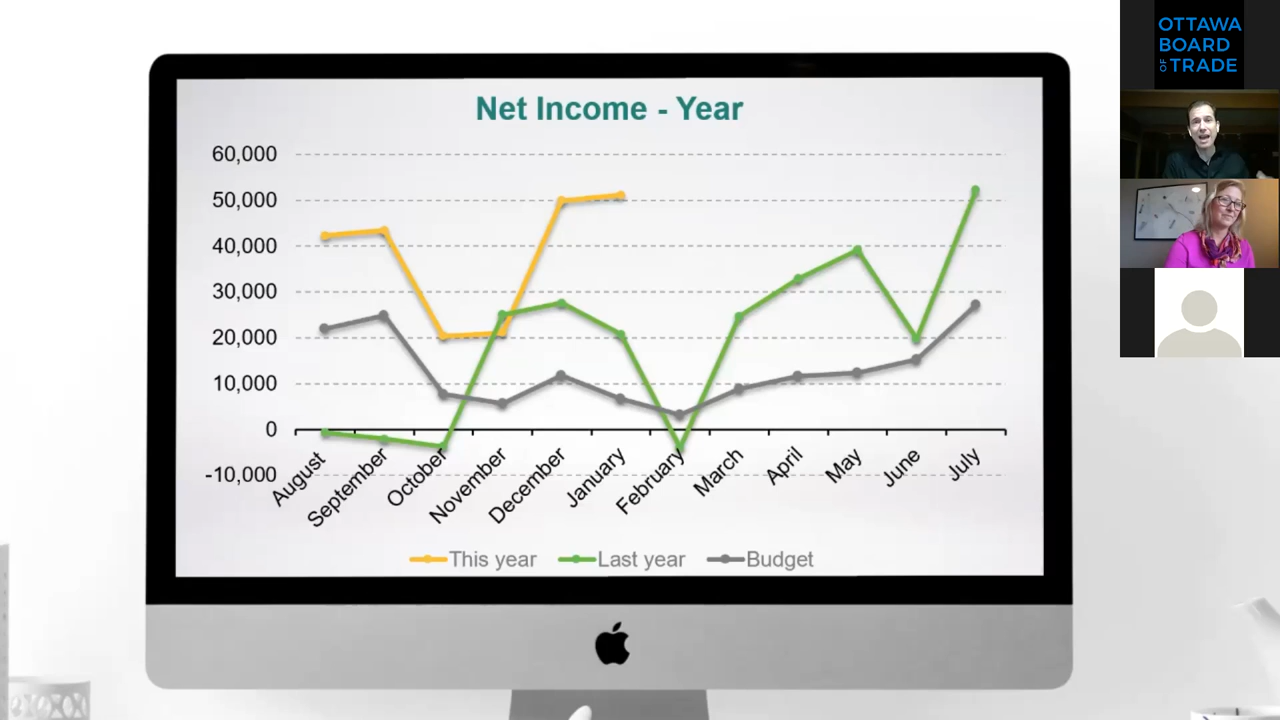 Net Income - Year
60,000
50,000
40,000
30,000
20,000
10,000
0
-10,000
August
September
October
November
December
January
February
March
April
May
June
July
This year
Last year
Budget
OTTAWA
BOARD
OF TRADE